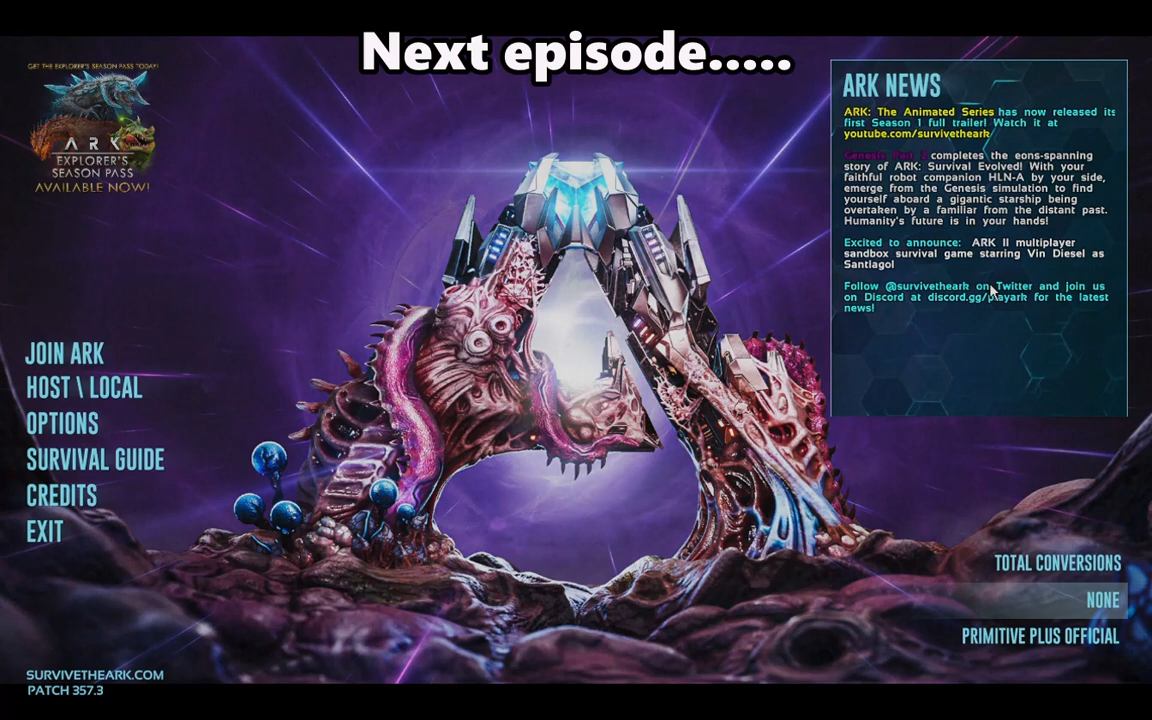 Next episode.....
GET THE EXPLORER'S SEASON PASS TODAY!
ARK
EXPLORER'S
SEASON PASS
AVAILABLE NOW!
ARK NEWS
ARK: The Animated Series has now released its
first Season 1 full trailer! Watch it at
youtube.com/survivetheark
Genesis Part 2 completes the eons-spanning
story of ARK: Survival Evolved! With your
faithful robot companion HLN-A by your side,
emerge from the Genesis simulation to find
yourself aboard a gigantic starship being
overtaken by a familiar from the distant past.
Humanity's future is in your hands!
Excited to announce: ARK II multiplayer
sandbox survival game starring Vin Diesel as
Santiago!
Follow @survivetheark on Twitter and join us
on Discord at discord.gg/playark for the latest
news!
JOIN ARK
HOST \ LOCAL
OPTIONS
SURVIVAL GUIDE
CREDITS
EXIT
TOTAL CONVERSIONS
NONE
PRIMITIVE PLUS OFFICIAL
SURVIVETHEARK.COM
PATCH 357.3